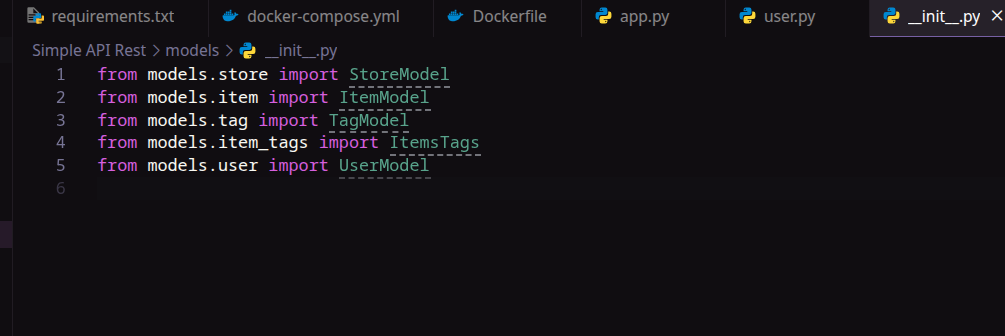 requirements.txt docker-compose.yml Dockerfile app.py user.py __init__.py
Simple API Rest > models > __init__.py
1 from models.store import StoreModel
2 from models.item import ItemModel
3 from models.tag import TagModel
4 from models.item_tags import ItemsTags
5 from models.user import UserModel
6